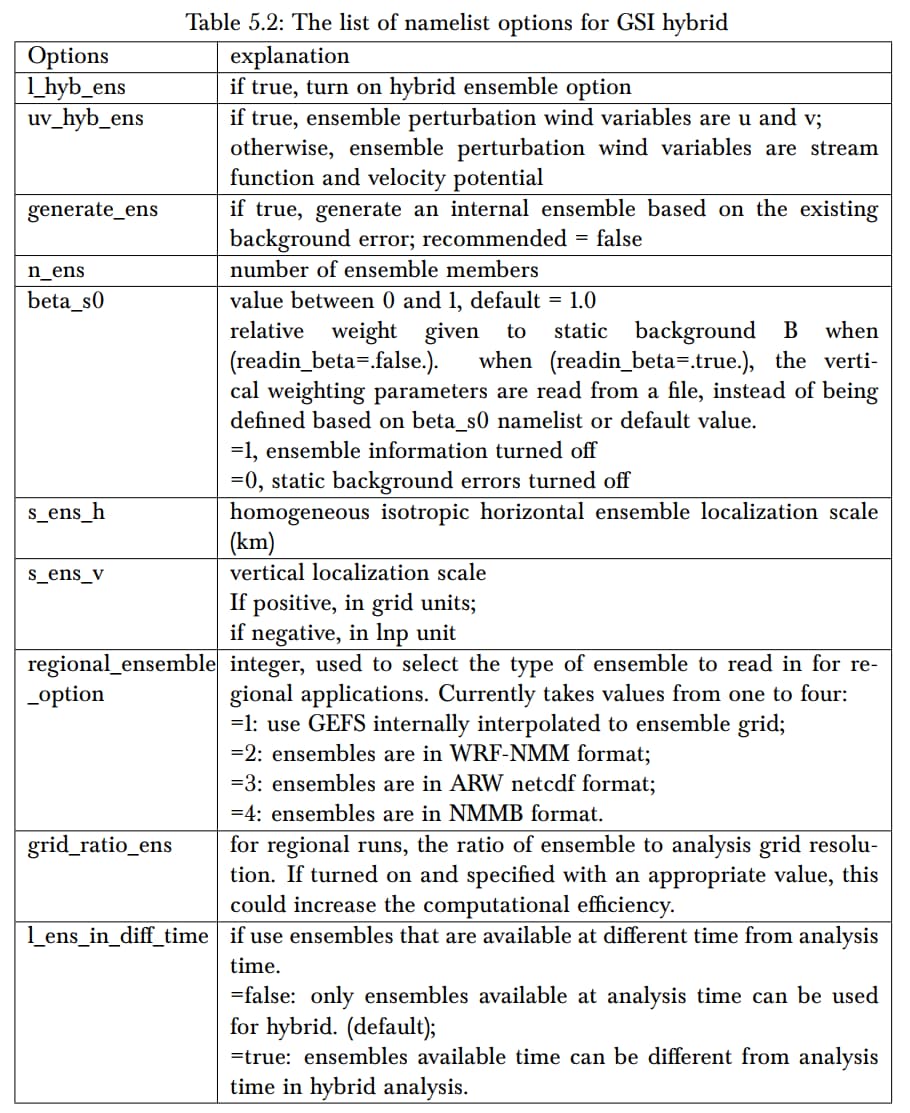 Table 5.2: The list of namelist options for GSI hybrid
Options explanation
l_hyb_ens if true, turn on hybrid ensemble option
uv_hyb_ens if true, ensemble perturbation wind variables are u and v;
otherwise, ensemble perturbation wind variables are stream
function and velocity potential
generate_ens if true, generate an internal ensemble based on the existing
background error; recommended = false
n_ens number of ensemble members
beta_s0 value between 0 and 1, default = 1.0
relative weight given to static background B when
(readin_beta=.false.). when (readin_beta=.true.), the verti-
cal weighting parameters are read from a file, instead of being
defined based on beta_s0 namelist or default value.
=1, ensemble information turned off
=0, static background errors turned off
s_ens_h homogeneous isotropic horizontal ensemble localization scale
(km)
s_ens_v vertical localization scale
If positive, in grid units;
if negative, in lnp unit
regional_ensemble integer, used to select the type of ensemble to read in for re-
_option gional applications. Currently takes values from one to four:
=1: use GEFS internally interpolated to ensemble grid;
=2: ensembles are in WRF-NMM format;
=3: ensembles are in ARW netcdf format;
=4: ensembles are in NMMB format.
grid_ratio_ens for regional runs, the ratio of ensemble to analysis grid resolu-
tion. If turned on and specified with an appropriate value, this
could increase the computational efficiency.
l_ens_in_diff_time if use ensembles that are available at different time from analysis
time.
=false: only ensembles available at analysis time can be used
for hybrid. (default);
=true: ensembles available time can be different from analysis
time in hybrid analysis.